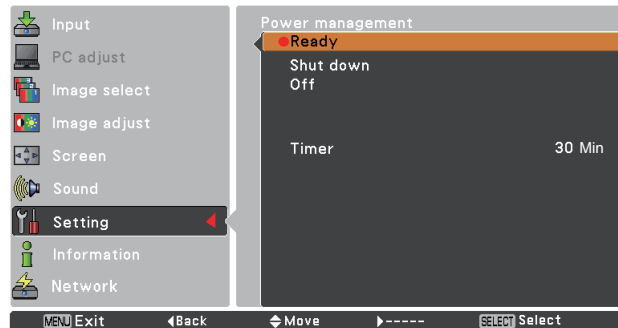 Input
PC adjust
Image select
Image adjust
Screen
Sound
Setting
Information
Network
Power management
Ready
Shut down
Off
Timer 30 Min
MENU Exit Back Move ----- SELECT Select